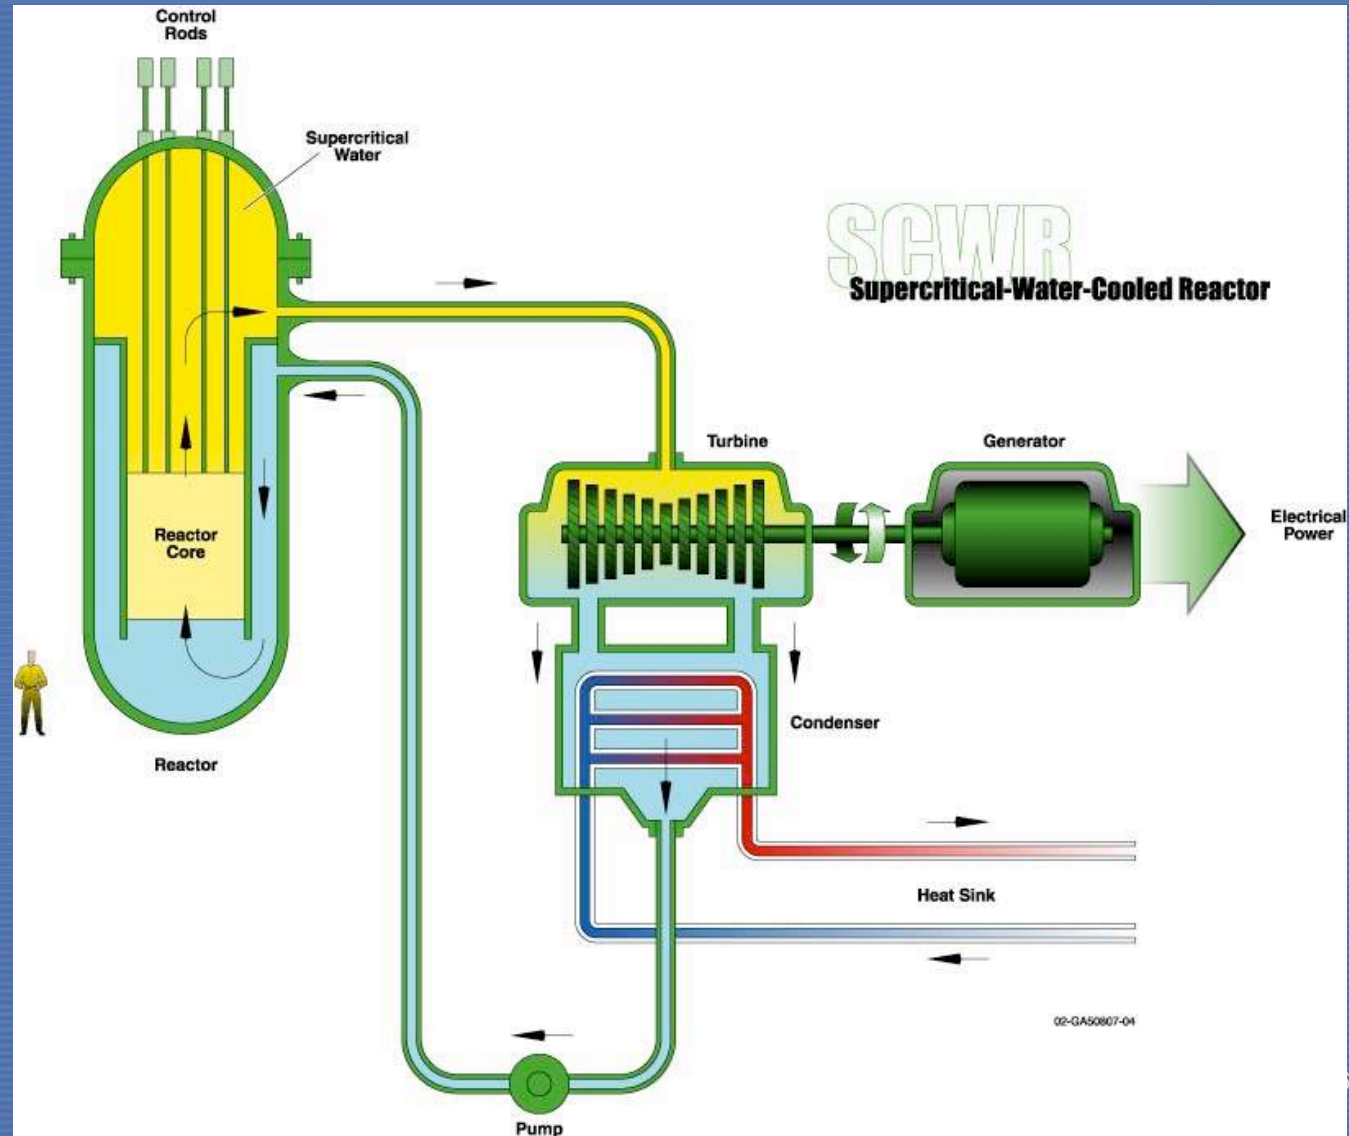 Control
Rods
Supercritical
Water
SCWR
Supercritical-Water-Cooled Reactor
Turbine
Generator
Electrical
Power
Reactor
Core
Condenser
Reactor
Heat Sink
02-GA50807-04
Pump